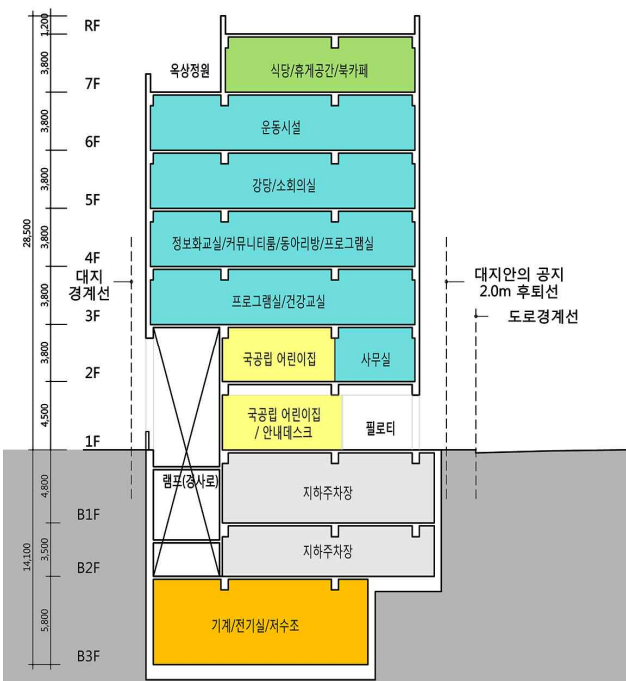 1,200
RF
3,800
옥상정원
식당/휴게공간/북카페
7F
3,800
운동시설
6F
3,800
강당/소회의실
5F
28,500
3,800
정보화교실/커뮤니티룸/동아리방/프로그램실
4F
대지
경계선
대지안의 공지
2.0m 후퇴선
3,800
프로그램실/건강교실
3F
도로경계선
3,800
국공립 어린이집
사무실
2F
4,500
국공립 어린이집
/ 안내데스크
필로티
1F
4,800
램프(경사로)
지하주차장
B1F
14,100
3,500
지하주차장
B2F
5,800
기계/전기실/저수조
B3F